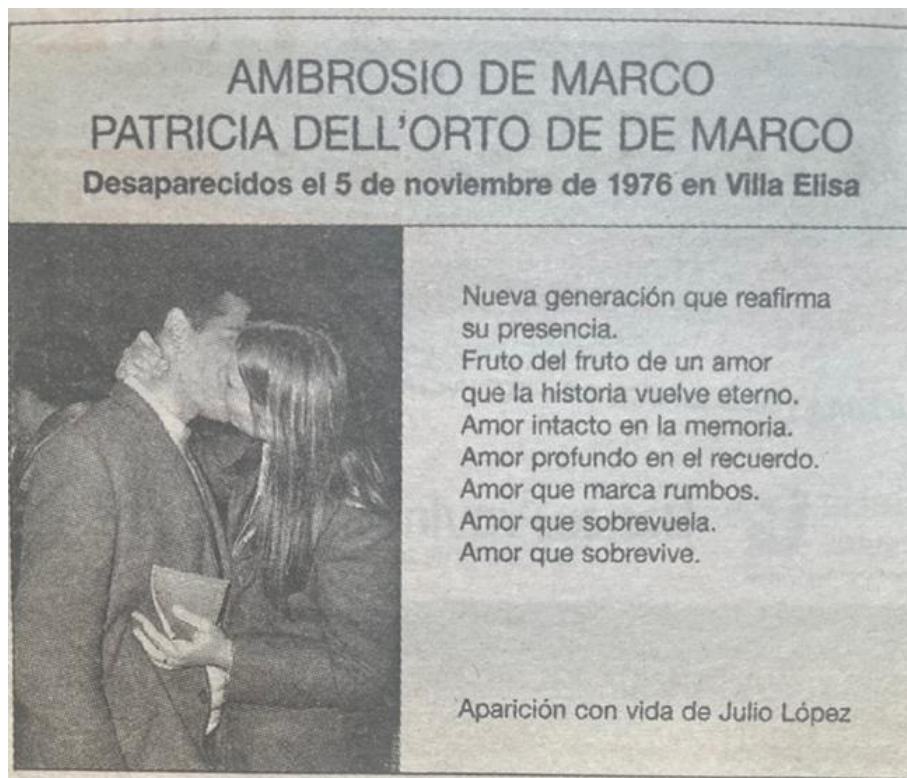 AMBROSIO DE MARCO
PATRICIA DELL'ORTO DE DE MARCO
Desaparecidos el 5 de noviembre de 1976 en Villa Elisa
Nueva generación que reafirma
su presencia.
Fruto del fruto de un amor
que la historia vuelve eterno.
Amor intacto en la memoria.
Amor profundo en el recuerdo.
Amor que marca rumbos.
Amor que sobrevuela.
Amor que sobrevive.
Aparición con vida de Julio López